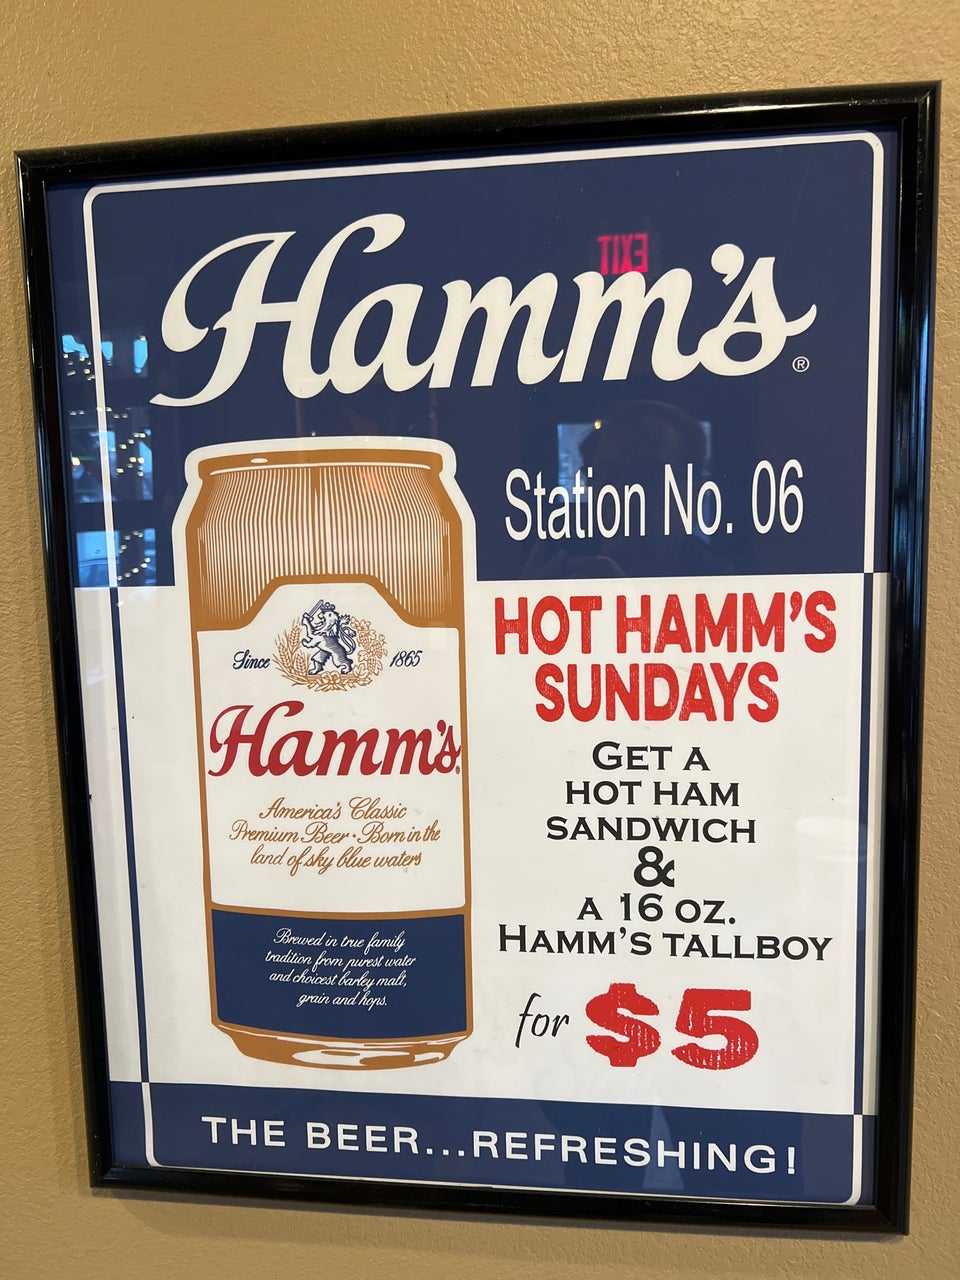 Hamm's®
EXIT
Station No. 06
HOT HAMM'S
SUNDAYS
GET A
HOT HAM
SANDWICH
&
A 16 OZ.
HAMM'S TALLBOY
for $5
Since 1865
Hamm's®
America's Classic
Premium Beer · Born in the
land of sky blue waters
Brewed in true family
tradition from purest water
and choicest barley malt,
grain and hops.
THE BEER...REFRESHING!